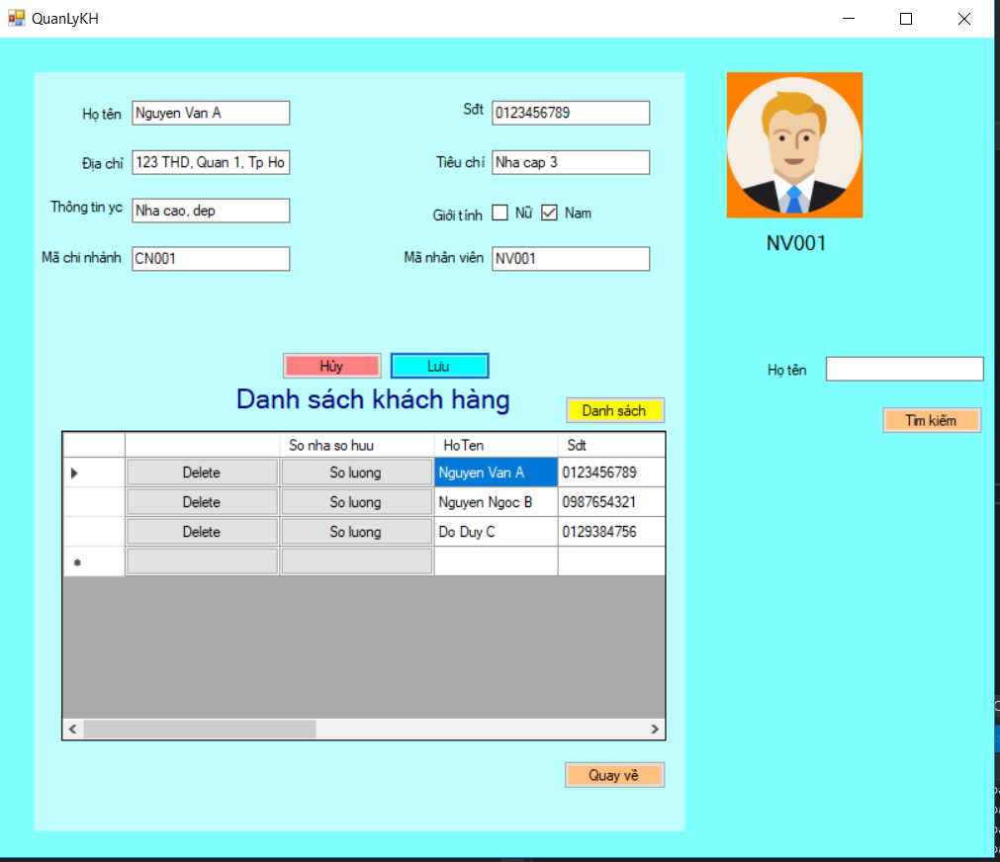 QuanLyKH
Họ tên Nguyen Van A Sđt 0123456789
Địa chỉ 123 THD, Quan 1, Tp Ho Tiêu chí Nha cap 3
Thông tin yc Nha cao, dep Giới tính Nữ Nam
Mã chi nhánh CN001 Mã nhân viên NV001
NV001
Hủy Lưu
Họ tên
Danh sách khách hàng
Danh sách
Tìm kiếm
So nha so huu HoTen Sdt
Delete So luong Nguyen Van A 0123456789
Delete So luong Nguyen Ngoc B 0987654321
Delete So luong Do Duy C 0129384756
Quay về